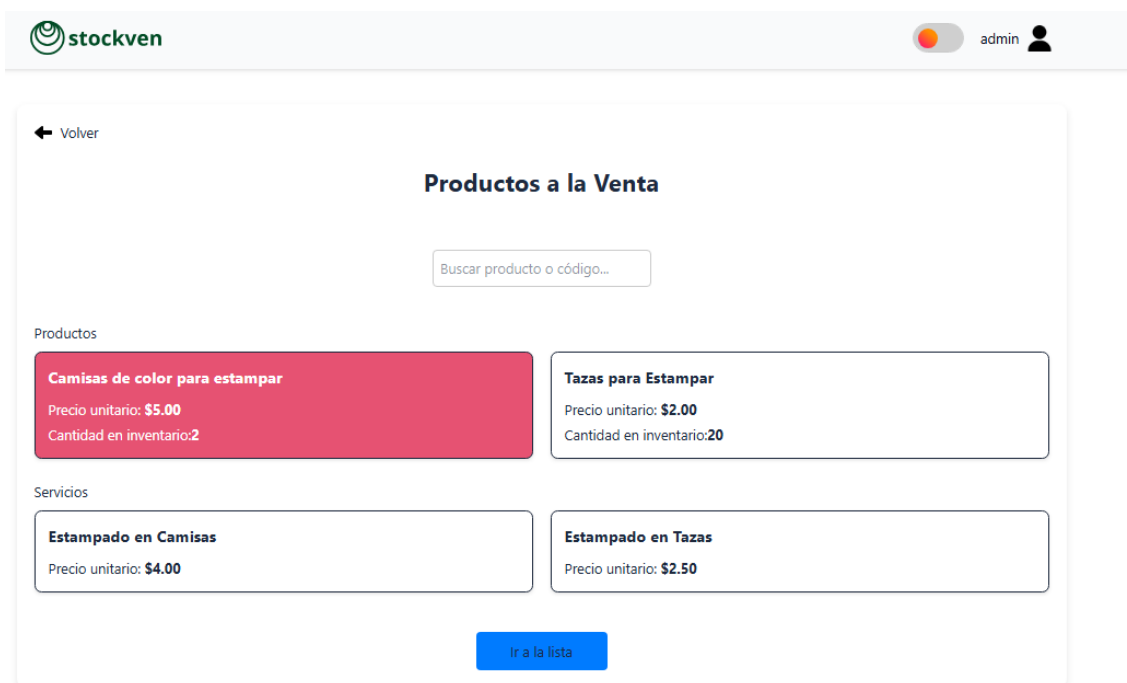 stockven
admin
Volver
Productos a la Venta
Buscar producto o código...
Productos
Camisas de color para estampar
Precio unitario: $5.00
Cantidad en inventario:2
Tazas para Estampar
Precio unitario: $2.00
Cantidad en inventario:20
Servicios
Estampado en Camisas
Precio unitario: $4.00
Estampado en Tazas
Precio unitario: $2.50
Ir a la lista